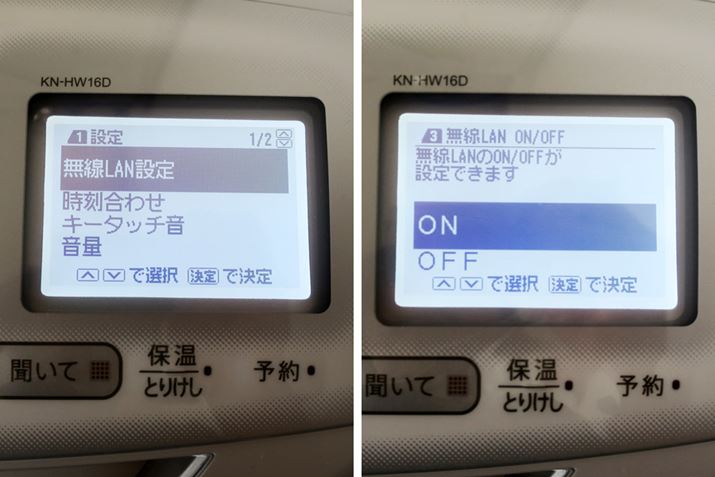 KN-HW16D
1 設定 1/2
無線LAN設定
時刻合わせ
キータッチ音
音量
で選択 決定 で決定
聞いて
保温
とりけし
予約
KN-HW16D
3 無線LAN ON/OFF
無線LANのON/OFFが
設定できます
ON
OFF
で選択 決定 で決定
聞いて
保温
とりけし
予約